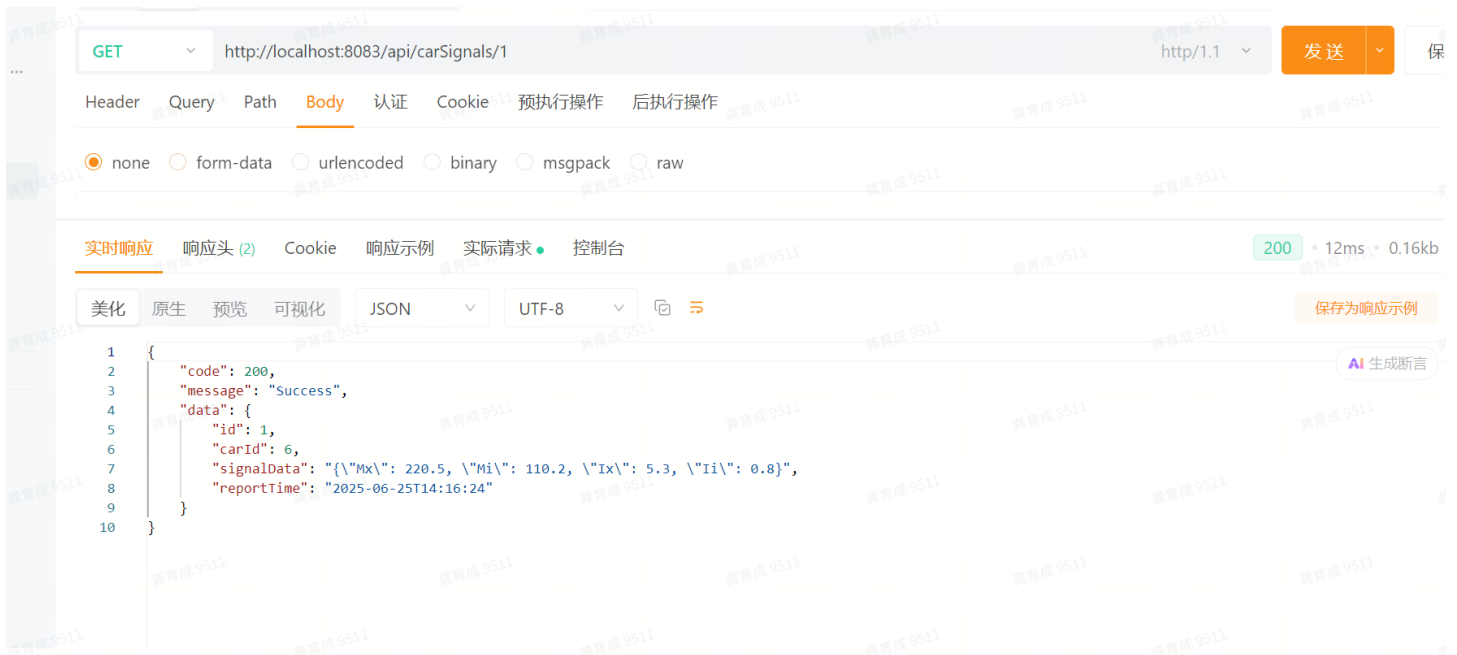 GET http://localhost:8083/api/carSignals/1 http/1.1 发送 保
...
Header Query Path Body 认证 Cookie 预执行操作 后执行操作
none form-data urlencoded binary msgpack raw
实时响应 响应头 (2) Cookie 响应示例 实际请求 控制台 200 12ms 0.16kb
美化 原生 预览 可视化 JSON UTF-8 保存为响应示例
AI 生成断言
1 {
2 "code": 200,
3 "message": "Success",
4 "data": {
5 "id": 1,
6 "carId": 6,
7 "signalData": "{\"Mx\": 220.5, \"Mi\": 110.2, \"Ix\": 5.3, \"Ii\": 0.8}",
8 "reportTime": "2025-06-25T14:16:24"
9 }
10 }
龚育成 9511